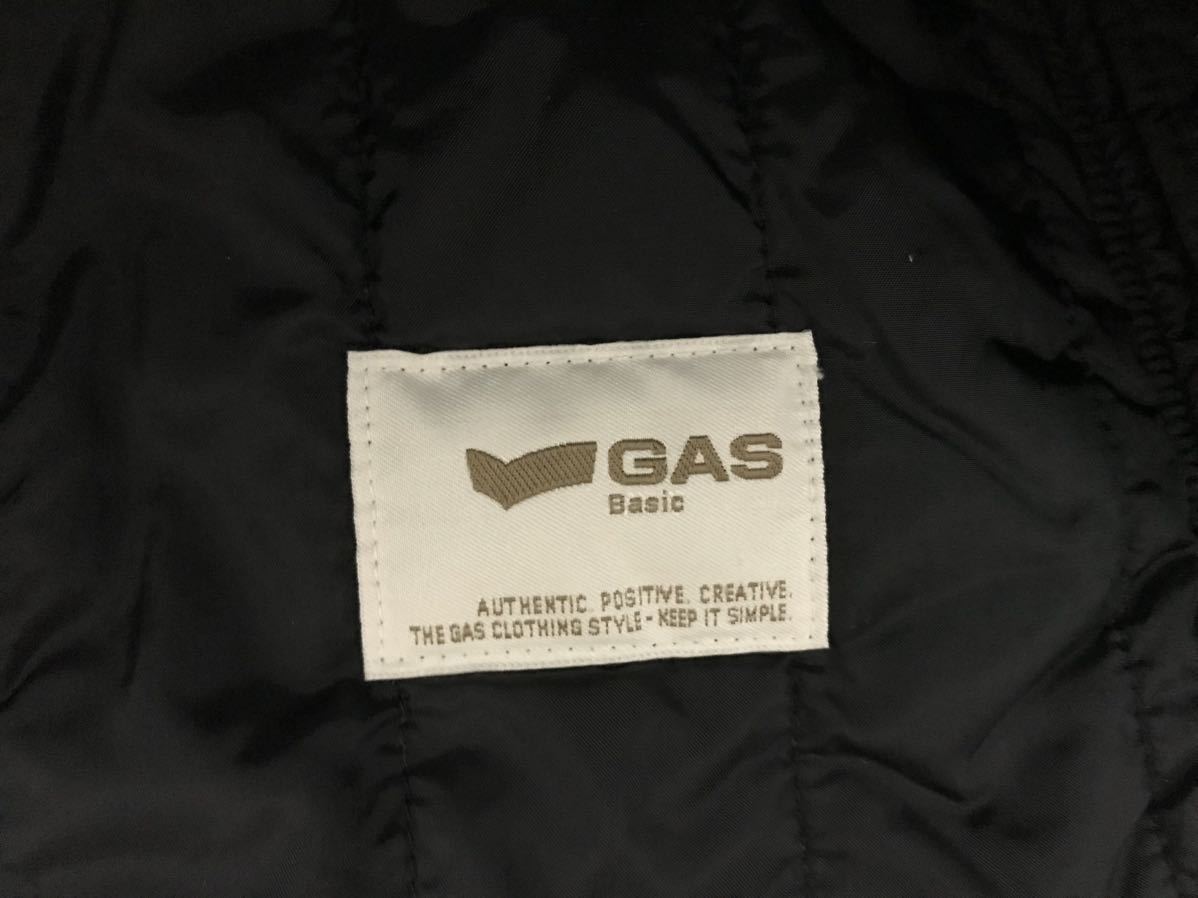 GAS
Basic
AUTHENTIC. POSITIVE. CREATIVE.
THE GAS CLOTHING STYLE - KEEP IT SIMPLE.